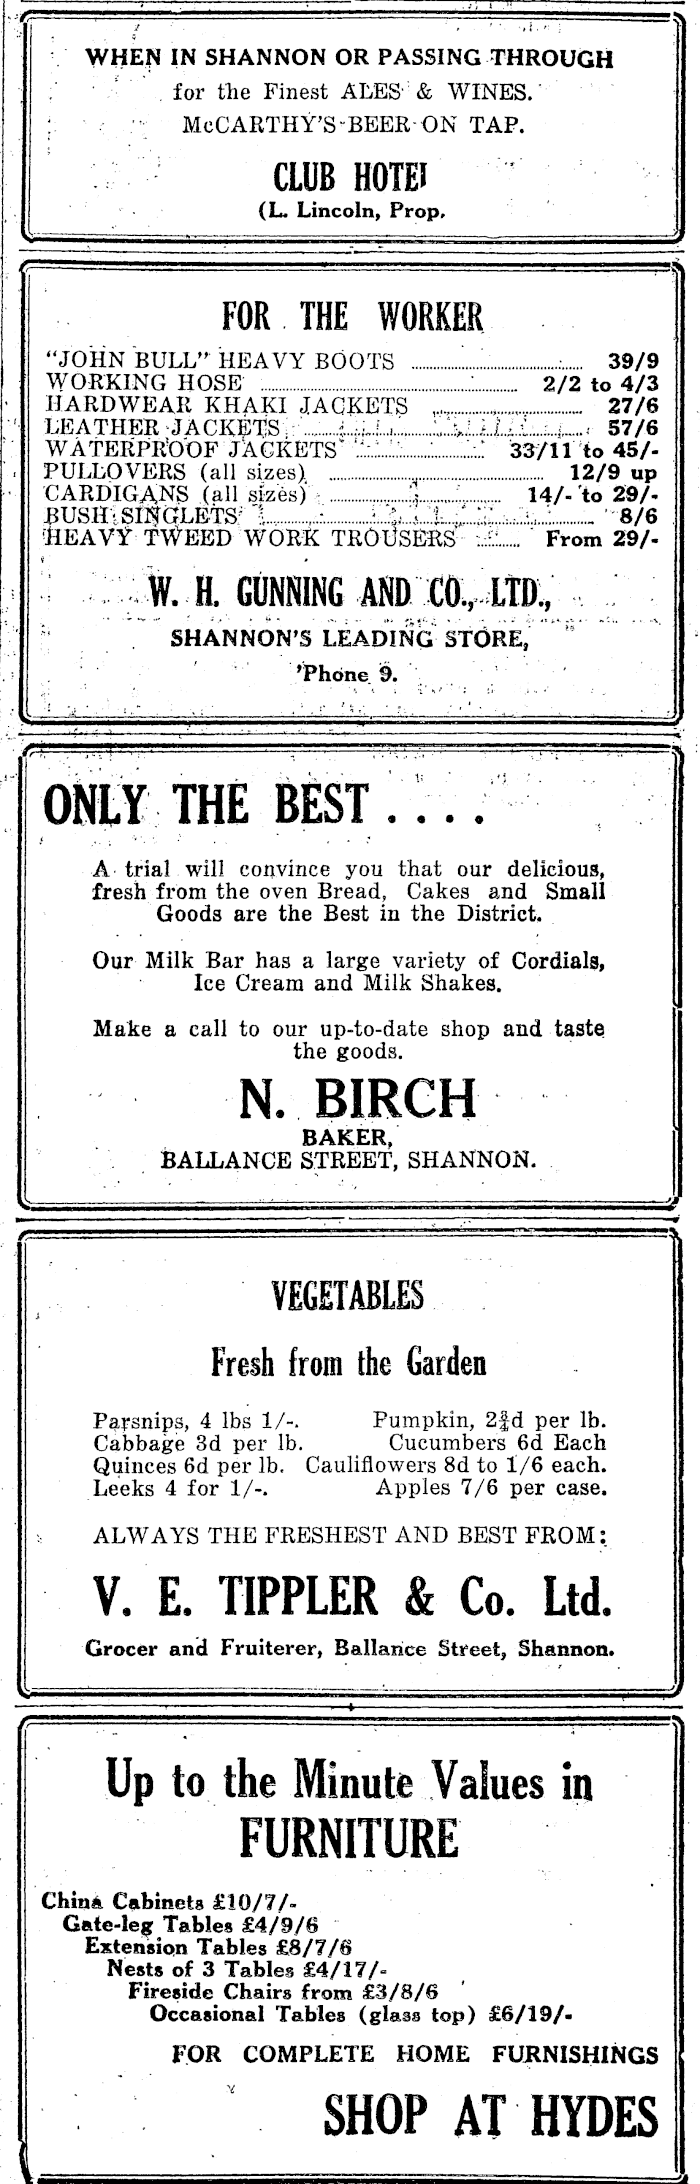 WHEN IN SHANNON OR PASSING THROUGH
for the Finest ALES & WINES.
McCARTHY'S BEER ON TAP.
CLUB HOTEL
(L. Lincoln, Prop.
FOR THE WORKER
"JOHN BULL" HEAVY BOOTS ........ 39/9
WORKING HOSE ........ 2/2 to 4/3
HARDWEAR KHAKI JACKETS ........ 27/6
LEATHER JACKETS ........ 57/6
WATERPROOF JACKETS ........ 33/11 to 45/-
PULLOVERS (all sizes) ........ 12/9 up
CARDIGANS (all sizes) ........ 14/- to 29/-
BUSH SINGLETS ........ 8/6
HEAVY TWEED WORK TROUSERS ........ From 29/-
W. H. GUNNING AND CO., LTD.,
SHANNON'S LEADING STORE,
'Phone 9.
ONLY THE BEST . . . .
A trial will convince you that our delicious,
fresh from the oven Bread, Cakes and Small
Goods are the Best in the District.
Our Milk Bar has a large variety of Cordials,
Ice Cream and Milk Shakes.
Make a call to our up-to-date shop and taste
the goods.
N. BIRCH
BAKER,
BALLANCE STREET, SHANNON.
VEGETABLES
Fresh from the Garden
Parsnips, 4 lbs 1/-. Pumpkin, 2¾d per lb.
Cabbage 3d per lb. Cucumbers 6d Each
Quinces 6d per lb. Cauliflowers 8d to 1/6 each.
Leeks 4 for 1/-. Apples 7/6 per case.
ALWAYS THE FRESHEST AND BEST FROM:
V. E. TIPPLER & Co. Ltd.
Grocer and Fruiterer, Ballance Street, Shannon.
Up to the Minute Values in
FURNITURE
China Cabinets £10/7/-
Gate-leg Tables £4/9/6
Extension Tables £8/7/6
Nests of 3 Tables £4/17/-
Fireside Chairs from £3/8/6
Occasional Tables (glass top) £6/19/-
FOR COMPLETE HOME FURNISHINGS
SHOP AT HYDES